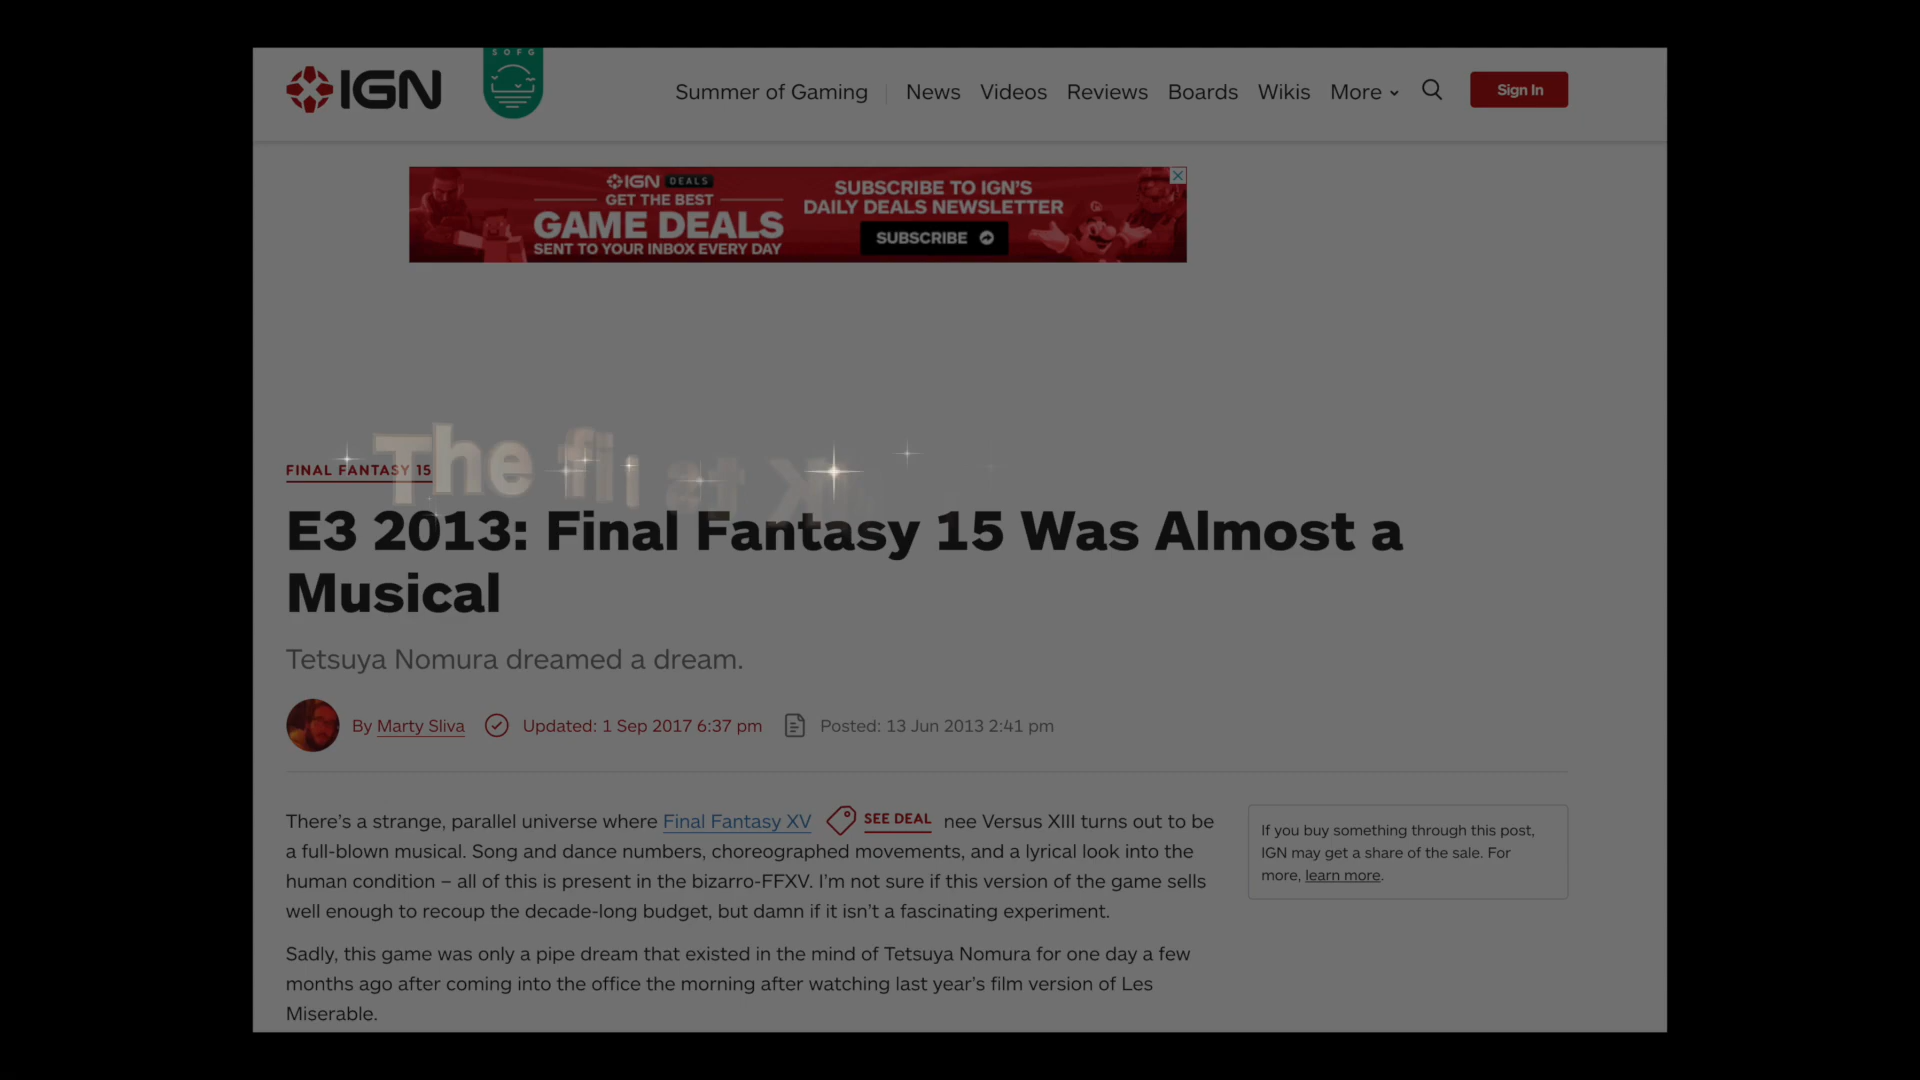 IGN
SOFG
Summer of Gaming
News
Videos
Reviews
Boards
Wikis
More
Sign In
IGN DEALS
GET THE BEST
GAME DEALS
SENT TO YOUR INBOX EVERY DAY
SUBSCRIBE TO IGN'S
DAILY DEALS NEWSLETTER
SUBSCRIBE
The
FINAL FANTASY 15
E3 2013: Final Fantasy 15 Was Almost a
Musical
Tetsuya Nomura dreamed a dream.
By Marty Sliva
Updated: 1 Sep 2017 6:37 pm
Posted: 13 Jun 2013 2:41 pm
There's a strange, parallel universe where Final Fantasy XV SEE DEAL nee Versus XIII turns out to be
a full-blown musical. Song and dance numbers, choreographed movements, and a lyrical look into the
human condition – all of this is present in the bizarro-FFXV. I'm not sure if this version of the game sells
well enough to recoup the decade-long budget, but damn if it isn't a fascinating experiment.
Sadly, this game was only a pipe dream that existed in the mind of Tetsuya Nomura for one day a few
months ago after coming into the office the morning after watching last year's film version of Les
Miserable.
If you buy something through this post,
IGN may get a share of the sale. For
more, learn more.